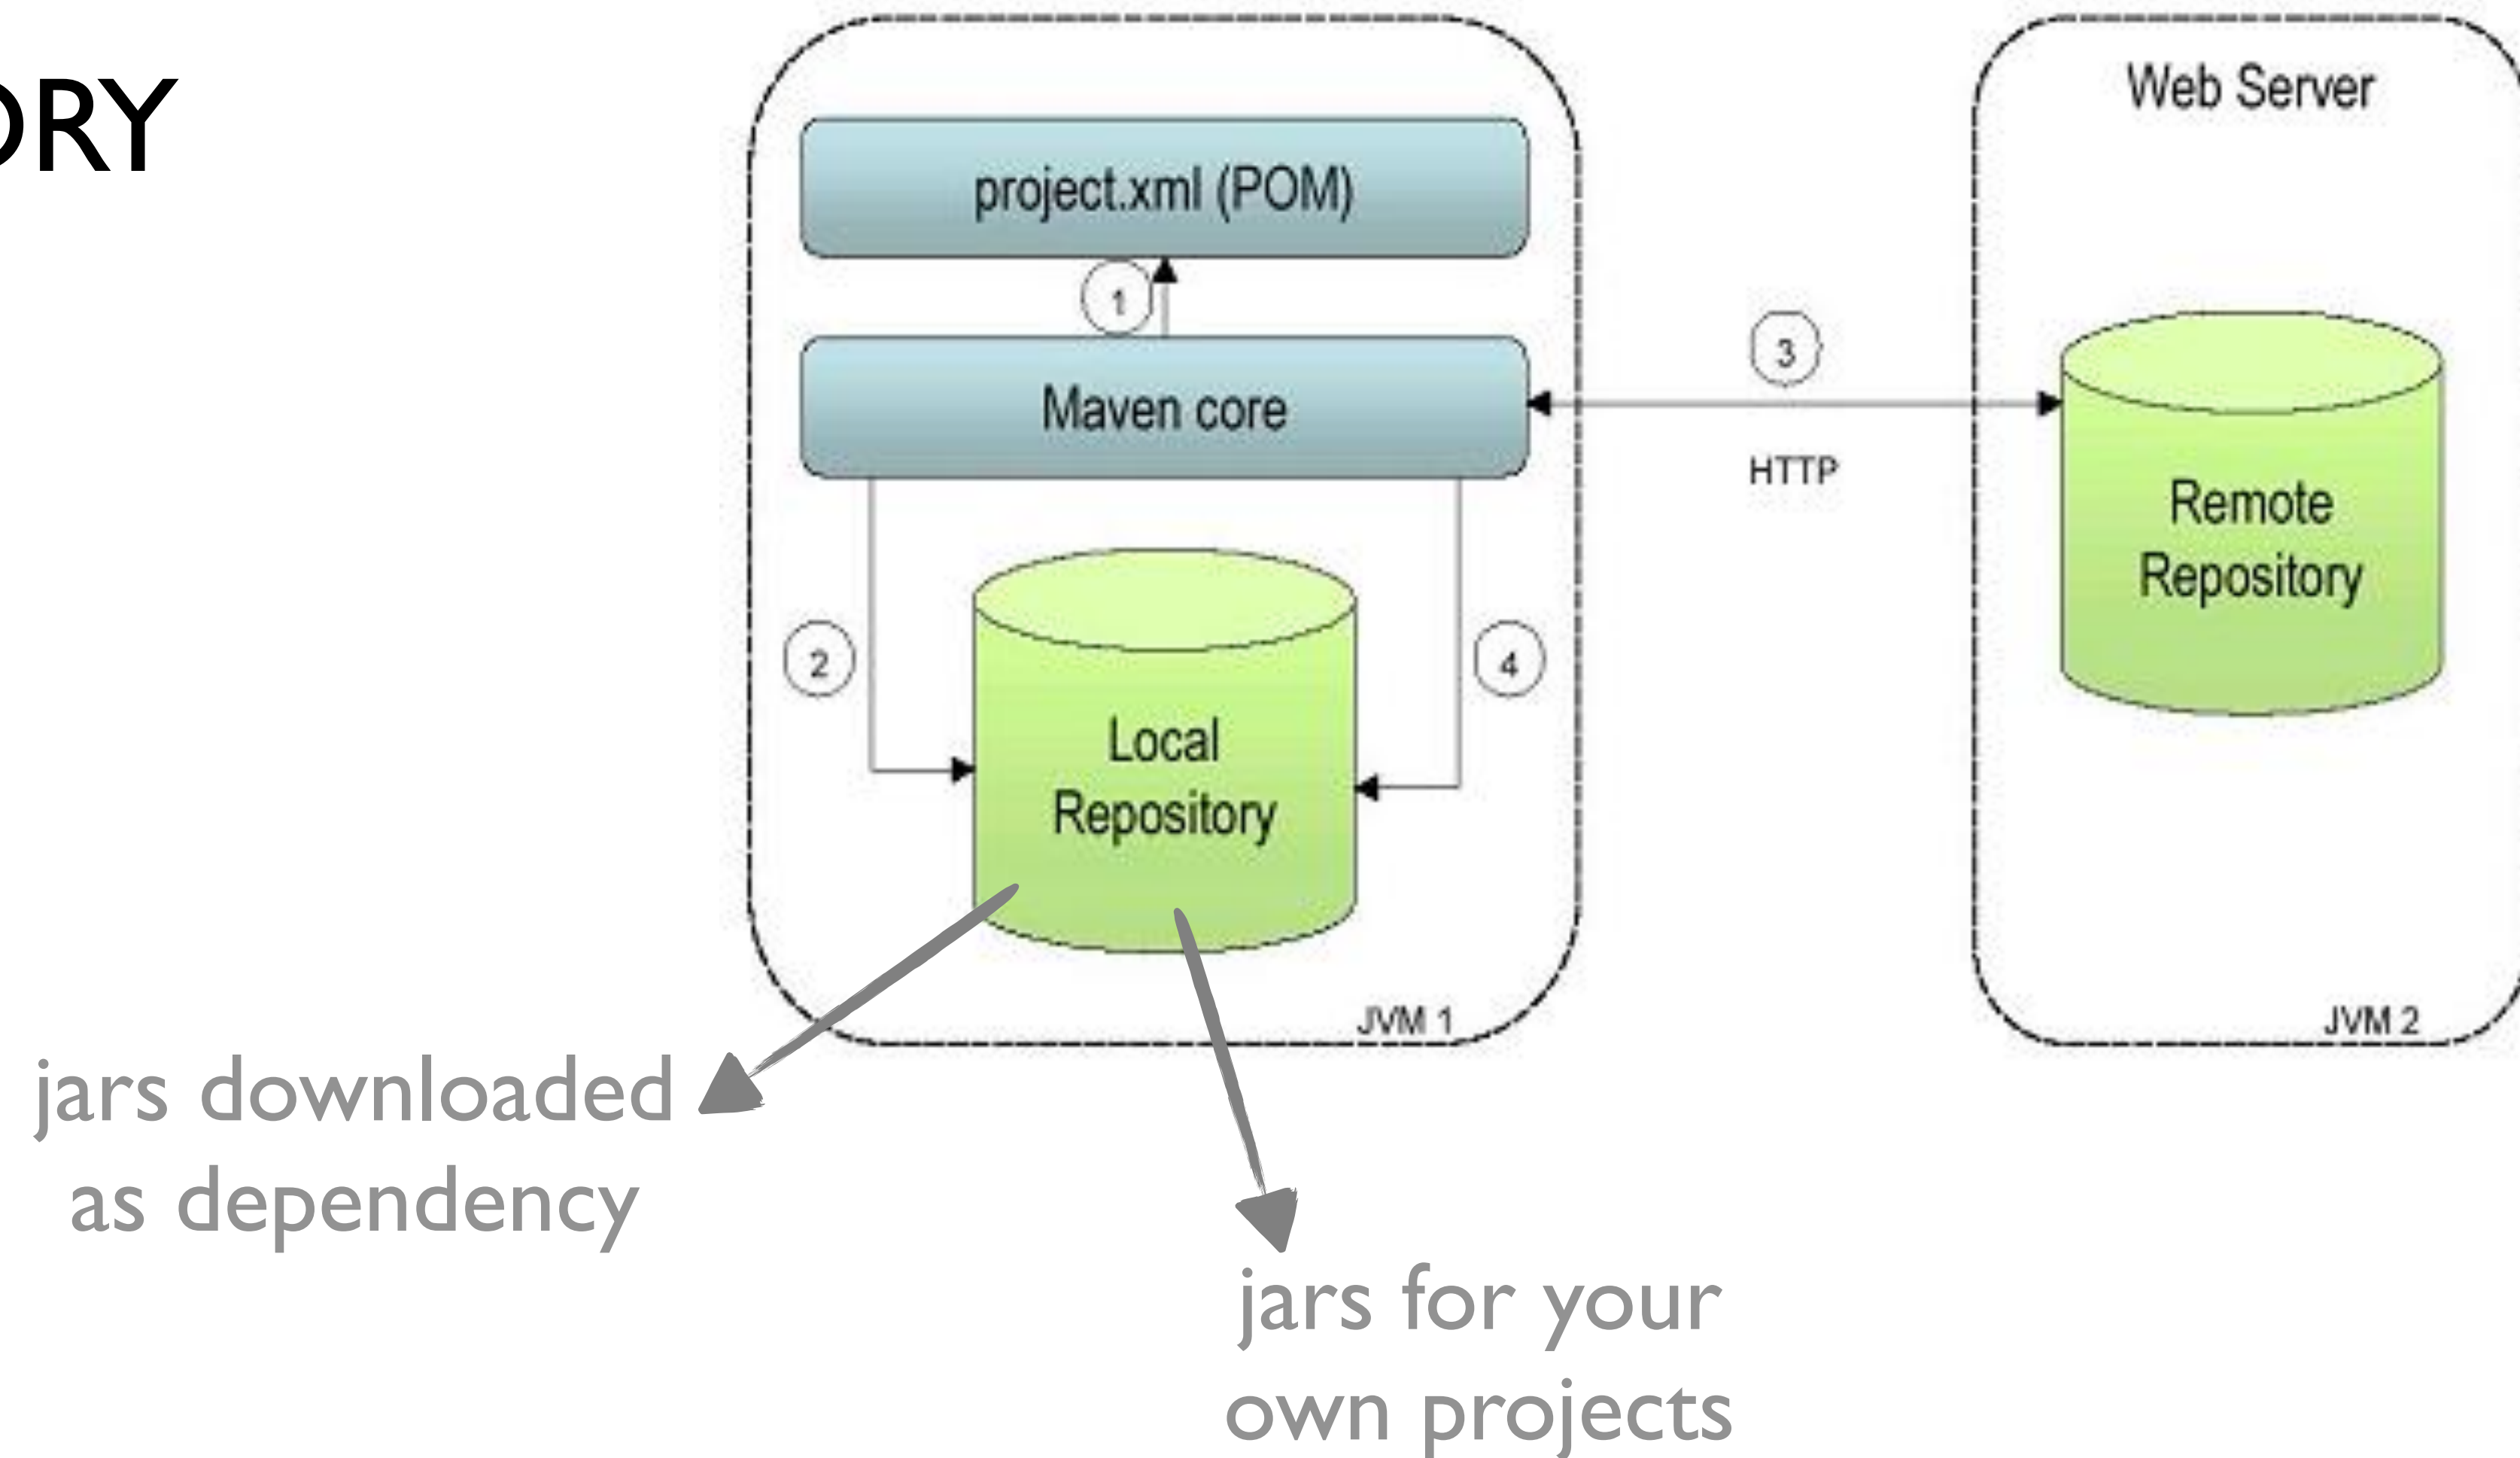 ORY
Web Server
project.xml (POM)
1
3
Maven core
HTTP
Remote
Repository
2
4
Local
Repository
JVM 1
JVM 2
jars downloaded
as dependency
jars for your
own projects